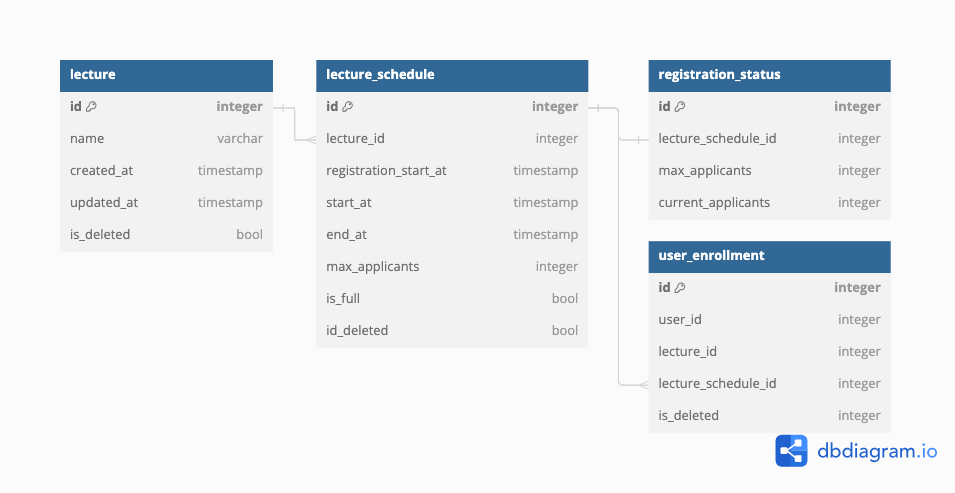 lecture
id integer
name varchar
created_at timestamp
updated_at timestamp
is_deleted bool
lecture_schedule
id integer
lecture_id integer
registration_start_at timestamp
start_at timestamp
end_at timestamp
max_applicants integer
is_full bool
id_deleted bool
registration_status
id integer
lecture_schedule_id integer
max_applicants integer
current_applicants integer
user_enrollment
id integer
user_id integer
lecture_id integer
lecture_schedule_id integer
is_deleted integer
dbdiagram.io